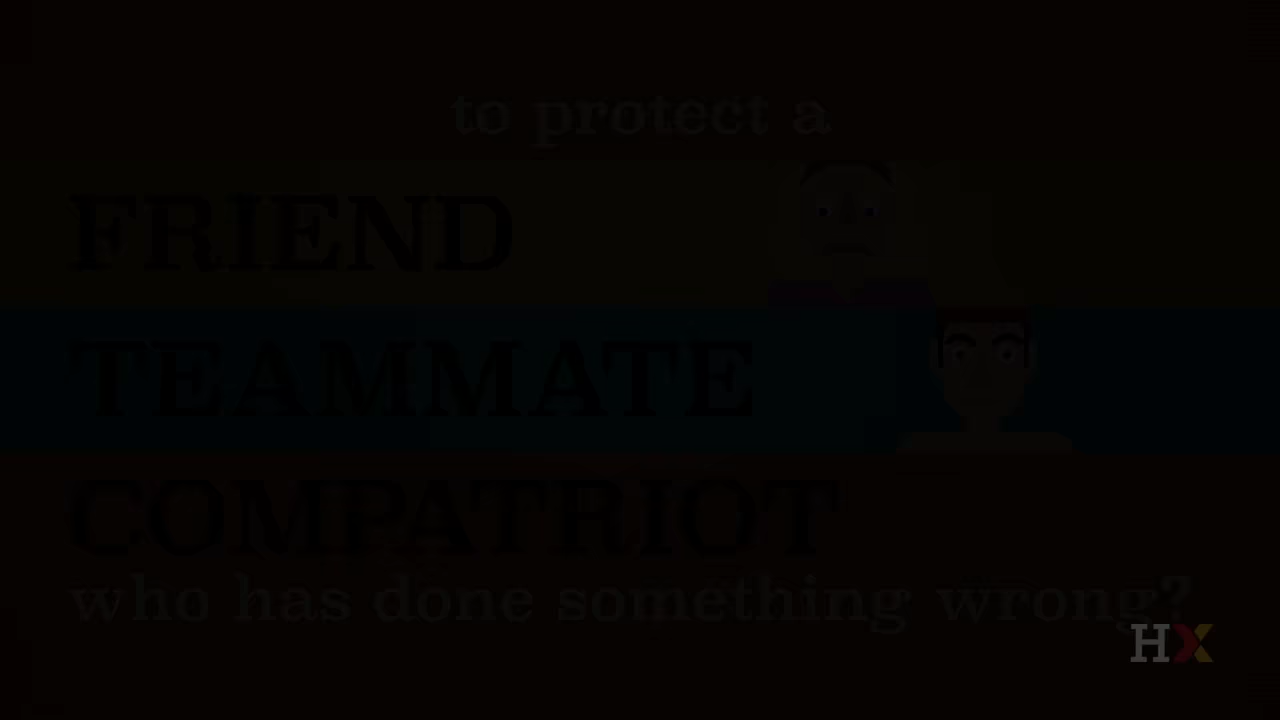 to protect a
FRIEND
TEAMMATE
COMPATRIOT
who has done something wrong?
HX